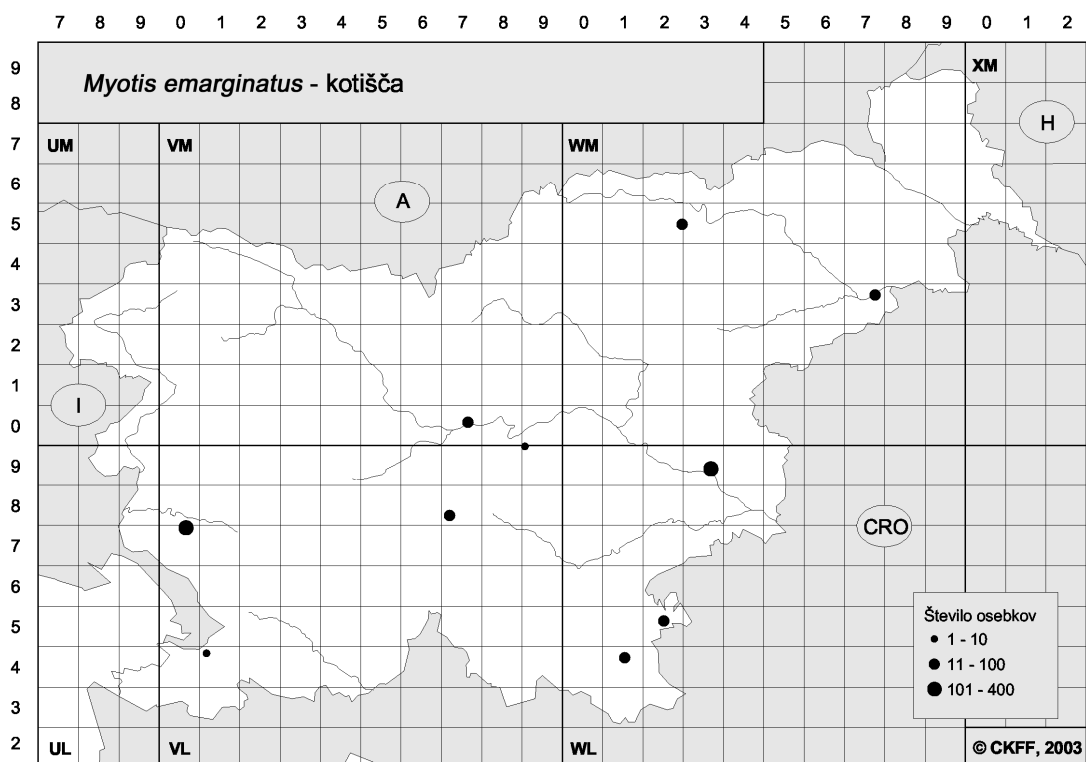 7 8 0 1 2 3 4 5 6 7 8 9 0 1 2 3 4 5 6 7 8 9 0 1 2
Myotis emarginatus - kotišča
9
8
7
6
5
4
3
2
1
0
9
8
7
6
5
4
3
2
UM VM WM XM
H
A
I
CRO
Število osebkov
1 - 10
11 - 100
101 - 400
UL VL WL
© CKFF, 2003